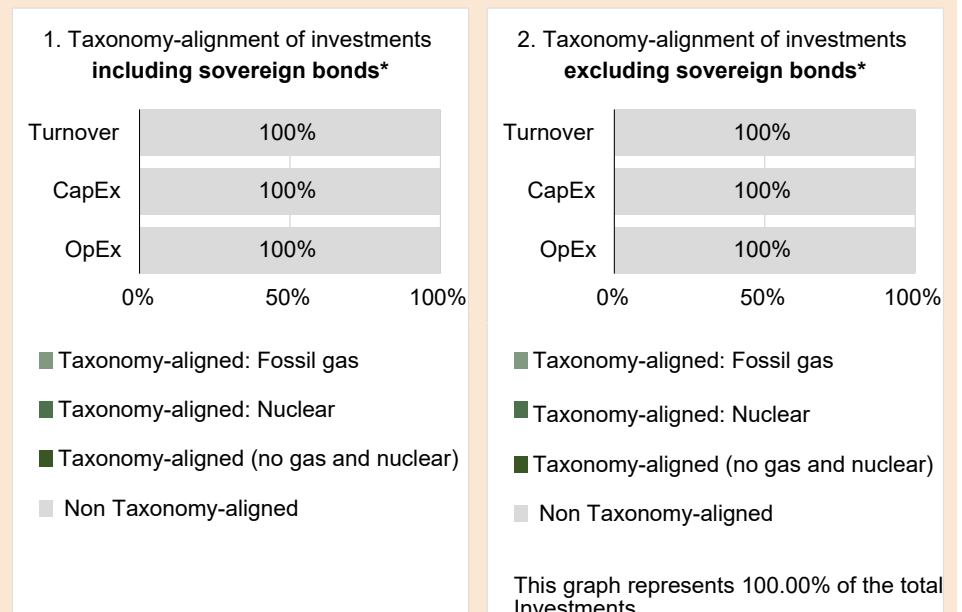 1. Taxonomy-alignment of investments
including sovereign bonds*
Turnover 100%
CapEx 100%
OpEx 100%
0% 50% 100%
Taxonomy-aligned: Fossil gas
Taxonomy-aligned: Nuclear
Taxonomy-aligned (no gas and nuclear)
Non Taxonomy-aligned
2. Taxonomy-alignment of investments
excluding sovereign bonds*
Turnover 100%
CapEx 100%
OpEx 100%
0% 50% 100%
Taxonomy-aligned: Fossil gas
Taxonomy-aligned: Nuclear
Taxonomy-aligned (no gas and nuclear)
Non Taxonomy-aligned
This graph represents 100.00% of the total
Investments